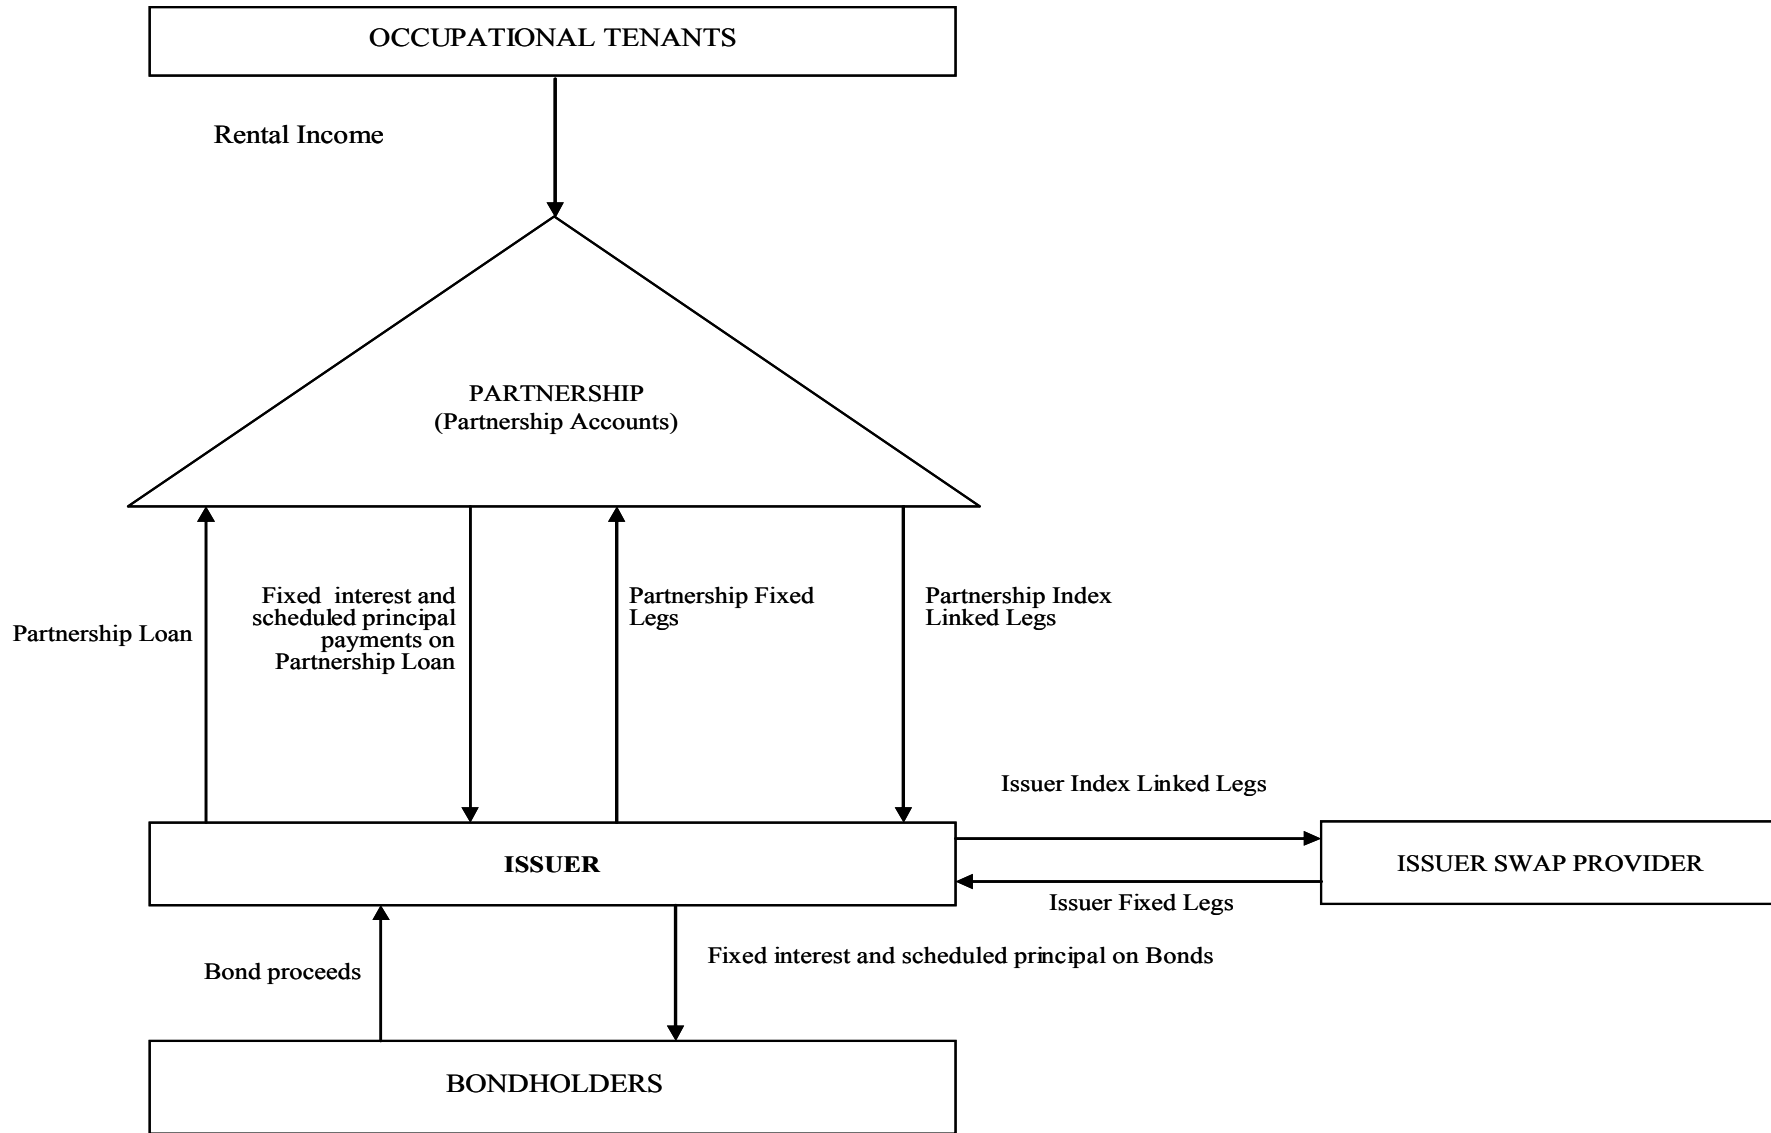 OCCUPATIONAL TENANTS
Rental Income
PARTNERSHIP
(Partnership Accounts)
Partnership Loan
Fixed interest and
scheduled principal
payments on
Partnership Loan
Partnership Fixed
Legs
Partnership Index
Linked Legs
Issuer Index Linked Legs
ISSUER
ISSUER SWAP PROVIDER
Issuer Fixed Legs
Bond proceeds
Fixed interest and scheduled principal on Bonds
BONDHOLDERS